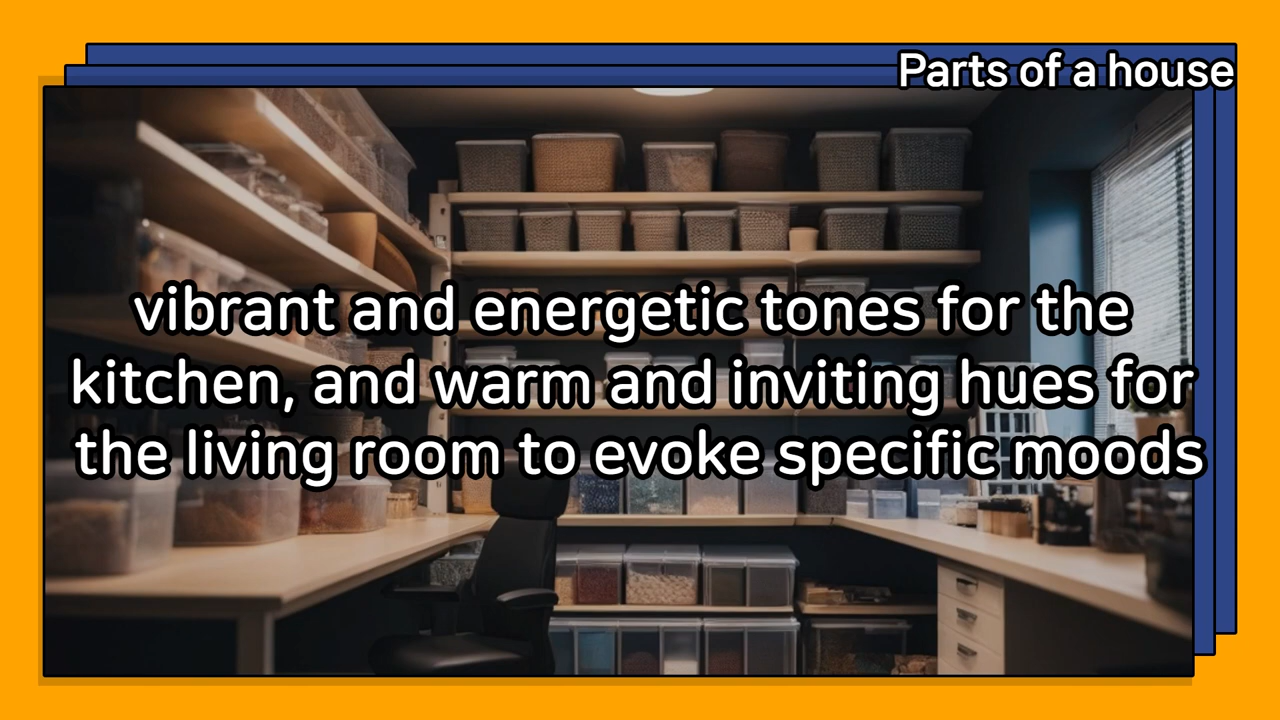 Parts of a house
vibrant and energetic tones for the
kitchen, and warm and inviting hues for
the living room to evoke specific moods